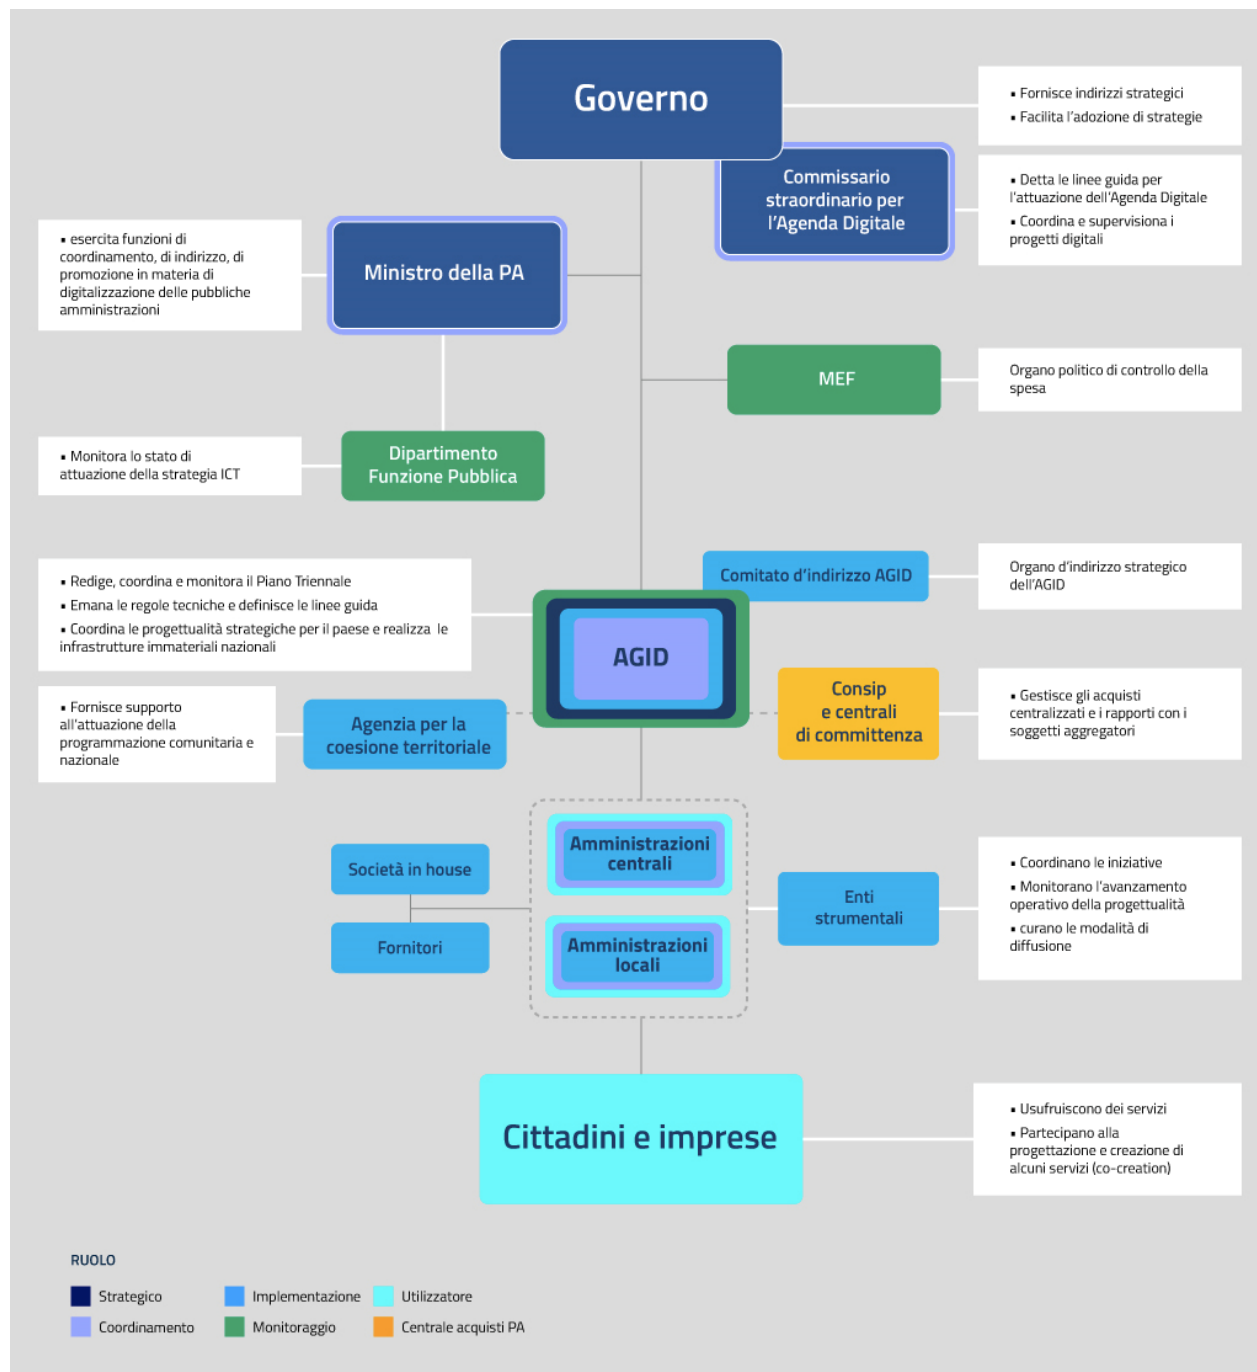 Governo
▪ Fornisce indirizzi strategici
▪ Facilita l'adozione di strategie
Commissario
straordinario per
l'Agenda Digitale
▪ Detta le linee guida per
l'attuazione dell'Agenda Digitale
▪ Coordina e supervisiona i
progetti digitali
▪ esercita funzioni di
coordinamento, di indirizzo, di
promozione in materia di
digitalizzazione delle pubbliche
amministrazioni
Ministro della PA
MEF
Organo politico di controllo della
spesa
▪ Monitora lo stato di
attuazione della strategia ICT
Dipartimento
Funzione Pubblica
▪ Redige, coordina e monitora il Piano Triennale
▪ Emana le regole tecniche e definisce le linee guida
▪ Coordina le progettualità strategiche per il paese e realizza le
infrastrutture immateriali nazionali
Comitato d'indirizzo AGID
Organo d'indirizzo strategico
dell'AGID
AGID
▪ Fornisce supporto
all'attuazione della
programmazione comunitaria e
nazionale
Agenzia per la
coesione territoriale
Consip
e centrali
di committenza
▪ Gestisce gli acquisti
centralizzati e i rapporti con i
soggetti aggregatori
Società in house
Fornitori
Amministrazioni
centrali
Amministrazioni
locali
Enti
strumentali
▪ Coordinano le iniziative
▪ Monitorano l'avanzamento
operativo della progettualità
▪ curano le modalità di
diffusione
Cittadini e imprese
▪ Usufruiscono dei servizi
▪ Partecipano alla
progettazione e creazione di
alcuni servizi (co-creation)
RUOLO
Strategico
Implementazione
Utilizzatore
Coordinamento
Monitoraggio
Centrale acquisti PA